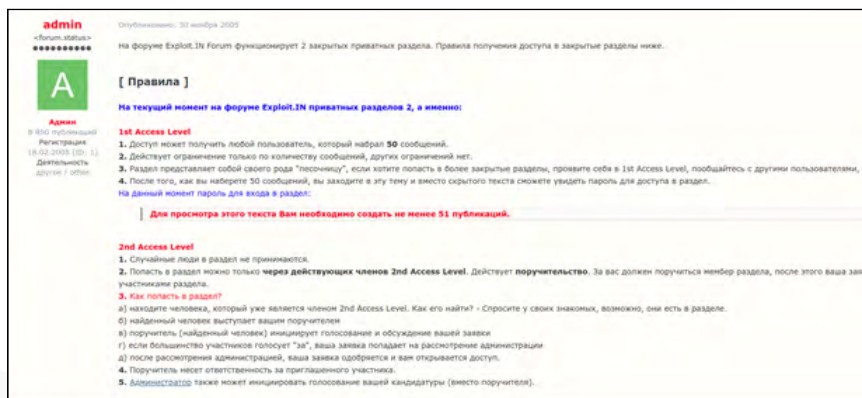 admin
<forum.status>
Опубликовано: 30 ноября 2005
На форуме Exploit.IN Forum функционирует 2 закрытых приватных раздела. Правила получения доступа в закрытые разделы ниже.
A
[ Правила ]
Админ
публикаций
Регистрация
18.02.2005 (ID: 1)
Деятельность
другое / other
На текущий момент на форуме Exploit.IN приватных разделов 2, а именно:
1st Access Level
1. Доступ может получить любой пользователь, который набрал 50 сообщений.
2. Действует ограничение только по количеству сообщений, других ограничений нет.
3. Раздел представляет собой своего рода "песочницу", если хотите попасть в более закрытые разделы, проявите себя в 1st Access Level, пообщайтесь с другими пользователями,
4. После того, как вы наберете 50 сообщений, вы заходите в эту тему и вместо скрытого текста сможете увидеть пароль для доступа в раздел.
На данный момент пароль для входа в раздел:
Для просмотра этого текста Вам необходимо создать не менее 51 публикаций.
2nd Access Level
1. Случайные люди в раздел не принимаются.
2. Попасть в раздел можно только через действующих членов 2nd Access Level. Действует поручительство. За вас должен поручиться мембер раздела, после этого ваша зая
участниками раздела.
3. Как попасть в раздел?
а) находите человека, который уже является членом 2nd Access Level. Как его найти? - Спросите у своих знакомых, возможно, они есть в разделе.
б) найденный человек выступает вашим поручителем
в) поручитель (найденный человек) инициирует голосование и обсуждение вашей заявки
г) если большинство участников голосует "за", ваша заявка попадает на рассмотрение администрации
д) после рассмотрения администрацией, ваша заявка одобряется и вам открывается доступ.
4. Поручитель несет ответственность за приглашенного участника.
5. Администратор также может инициировать голосование вашей кандидатуры (вместо поручителя).